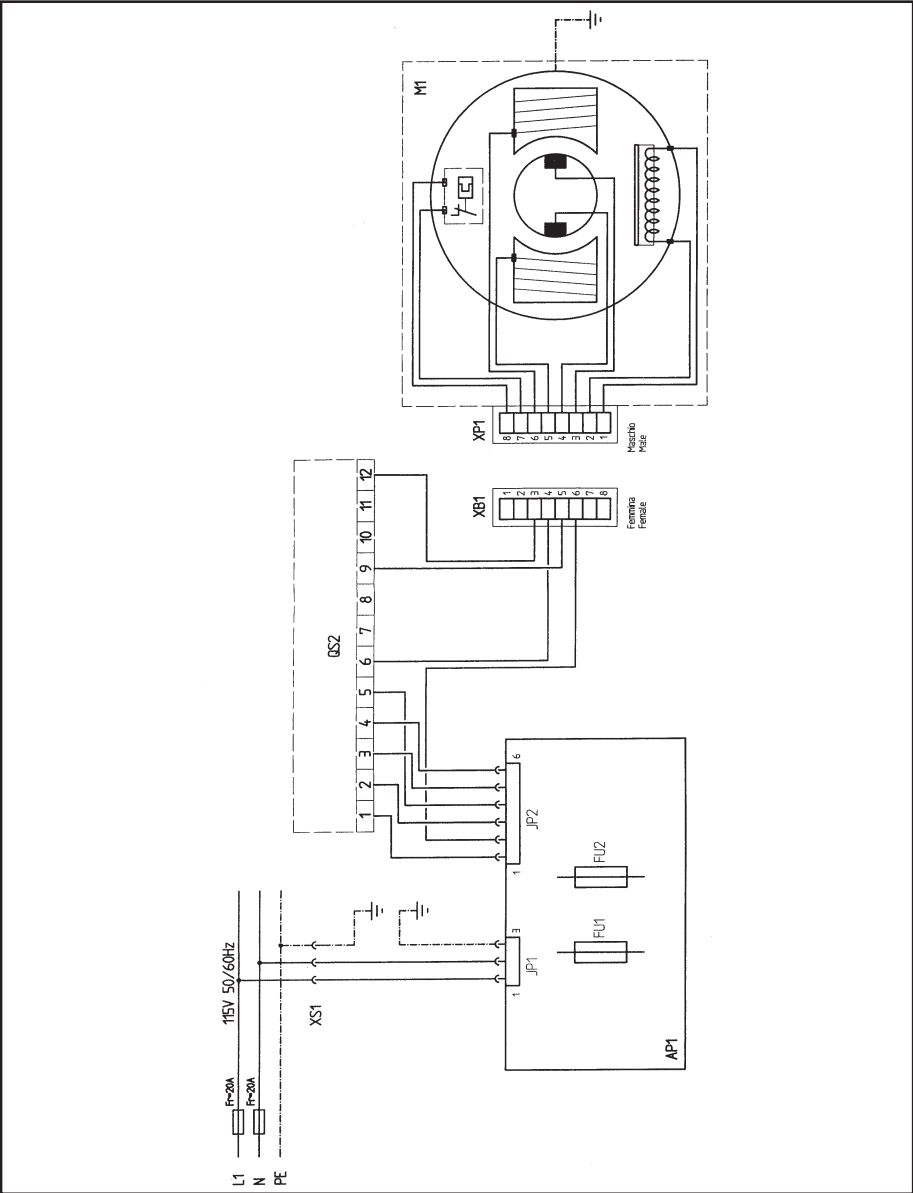 L1
N
PE
Fr≈20A
Fr≈20A
115V 50/60Hz
XS1
AP1
1
JP1
3
FU1
FU2
1
JP2
6
QS2
1 2 3 4 5 6 7 8 9 10 11 12
XB1
1
2
3
4
5
6
7
8
Femmina
Female
XP1
8
7
6
5
4
3
2
1
Maschio
Male
M1